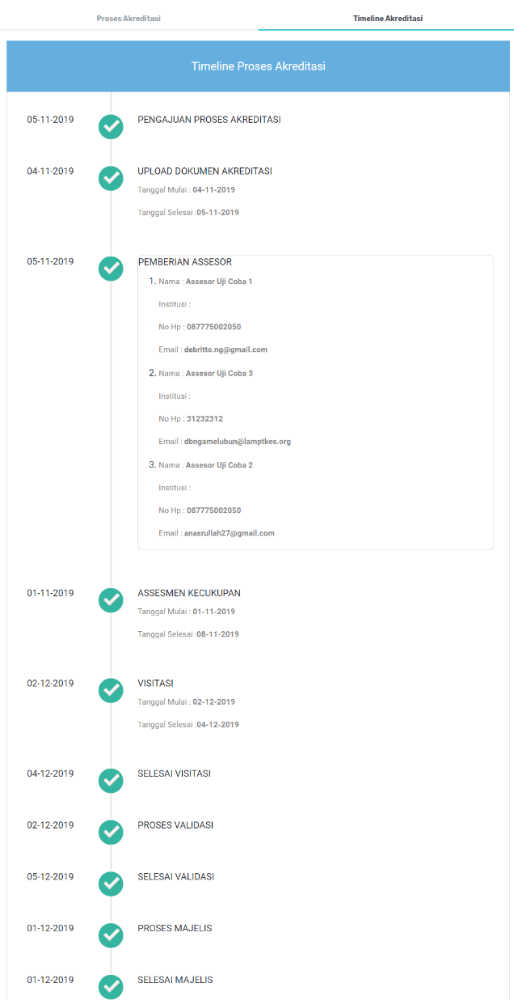 Proses Akreditasi
Timeline Akreditasi
Timeline Proses Akreditasi
05-11-2019
PENGAJUAN PROSES AKREDITASI
04-11-2019
UPLOAD DOKUMEN AKREDITASI
Tanggal Mulai : 04-11-2019
Tanggal Selesai :05-11-2019
05-11-2019
PEMBERIAN ASSESOR
1. Nama : Assesor Uji Coba 1
Institusi :
No Hp : 087775002050
Email : debritto.ng@gmail.com
2. Nama : Assesor Uji Coba 3
Institusi :
No Hp : 31232312
Email : dbngamelubun@lamptkes.org
3. Nama : Assesor Uji Coba 2
Institusi :
No Hp : 087775002050
Email : anasrullah27@gmail.com
01-11-2019
ASSESMEN KECUKUPAN
Tanggal Mulai : 01-11-2019
Tanggal Selesai :08-11-2019
02-12-2019
VISITASI
Tanggal Mulai : 02-12-2019
Tanggal Selesai :04-12-2019
04-12-2019
SELESAI VISITASI
02-12-2019
PROSES VALIDASI
05-12-2019
SELESAI VALIDASI
01-12-2019
PROSES MAJELIS
01-12-2019
SELESAI MAJELIS